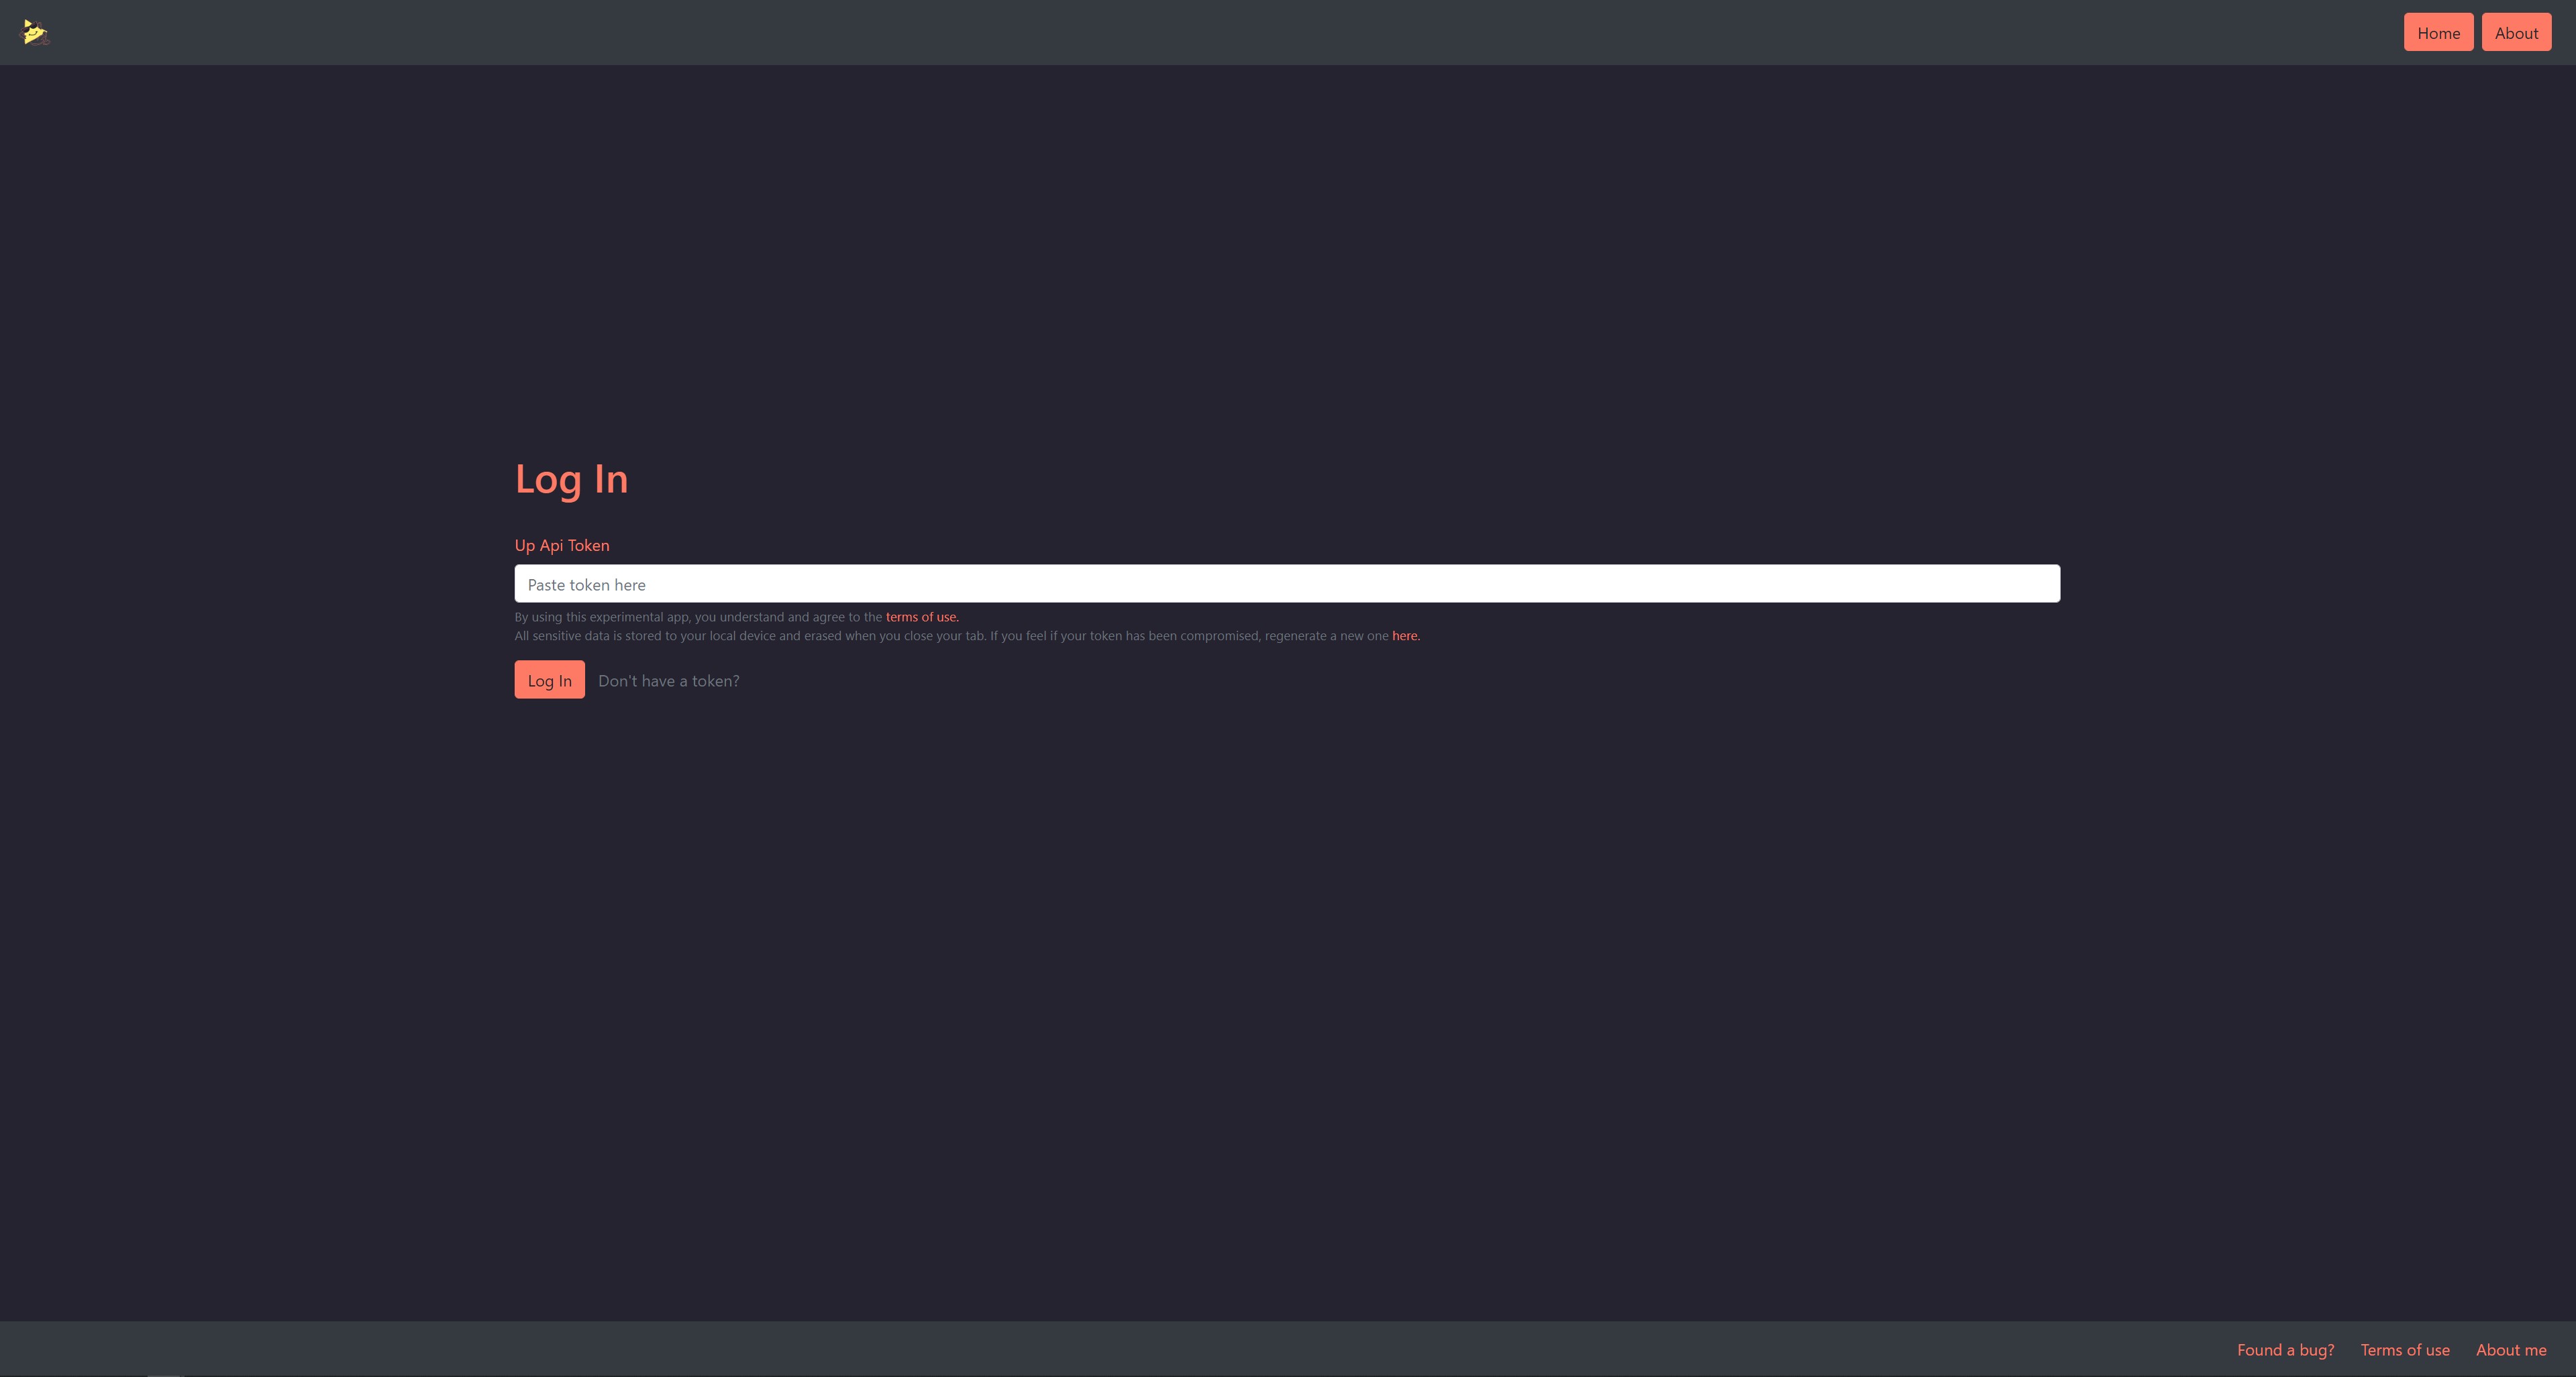 Home About
Log In
Up Api Token
Paste token here
By using this experimental app, you understand and agree to the terms of use.
All sensitive data is stored to your local device and erased when you close your tab. If you feel if your token has been compromised, regenerate a new one here.
Log In Don't have a token?
Found a bug? Terms of use About me